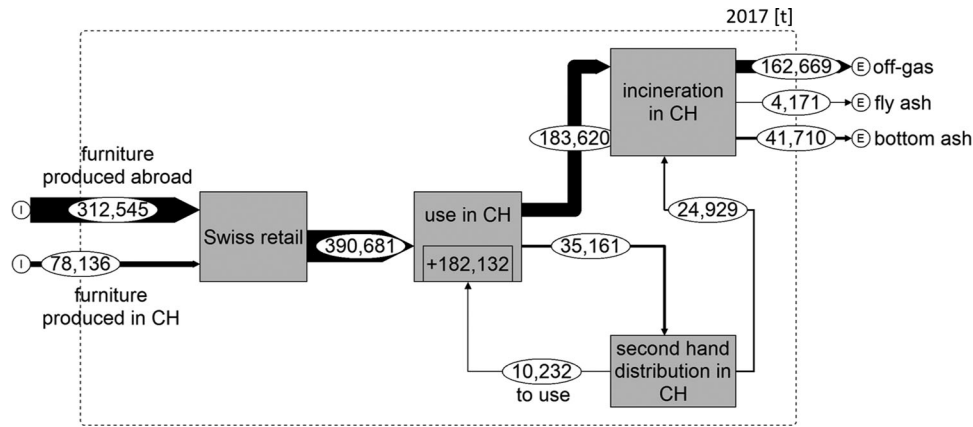 2017 [t]
162,669
E
off-gas
incineration
in CH
4,171
E
fly ash
183,620
41,710
E
bottom ash
furniture
produced abroad
I
312,545
Swiss retail
390,681
use in CH
+182,132
24,929
35,161
I
78,136
furniture
produced in CH
second hand
distribution in
CH
10,232
to use